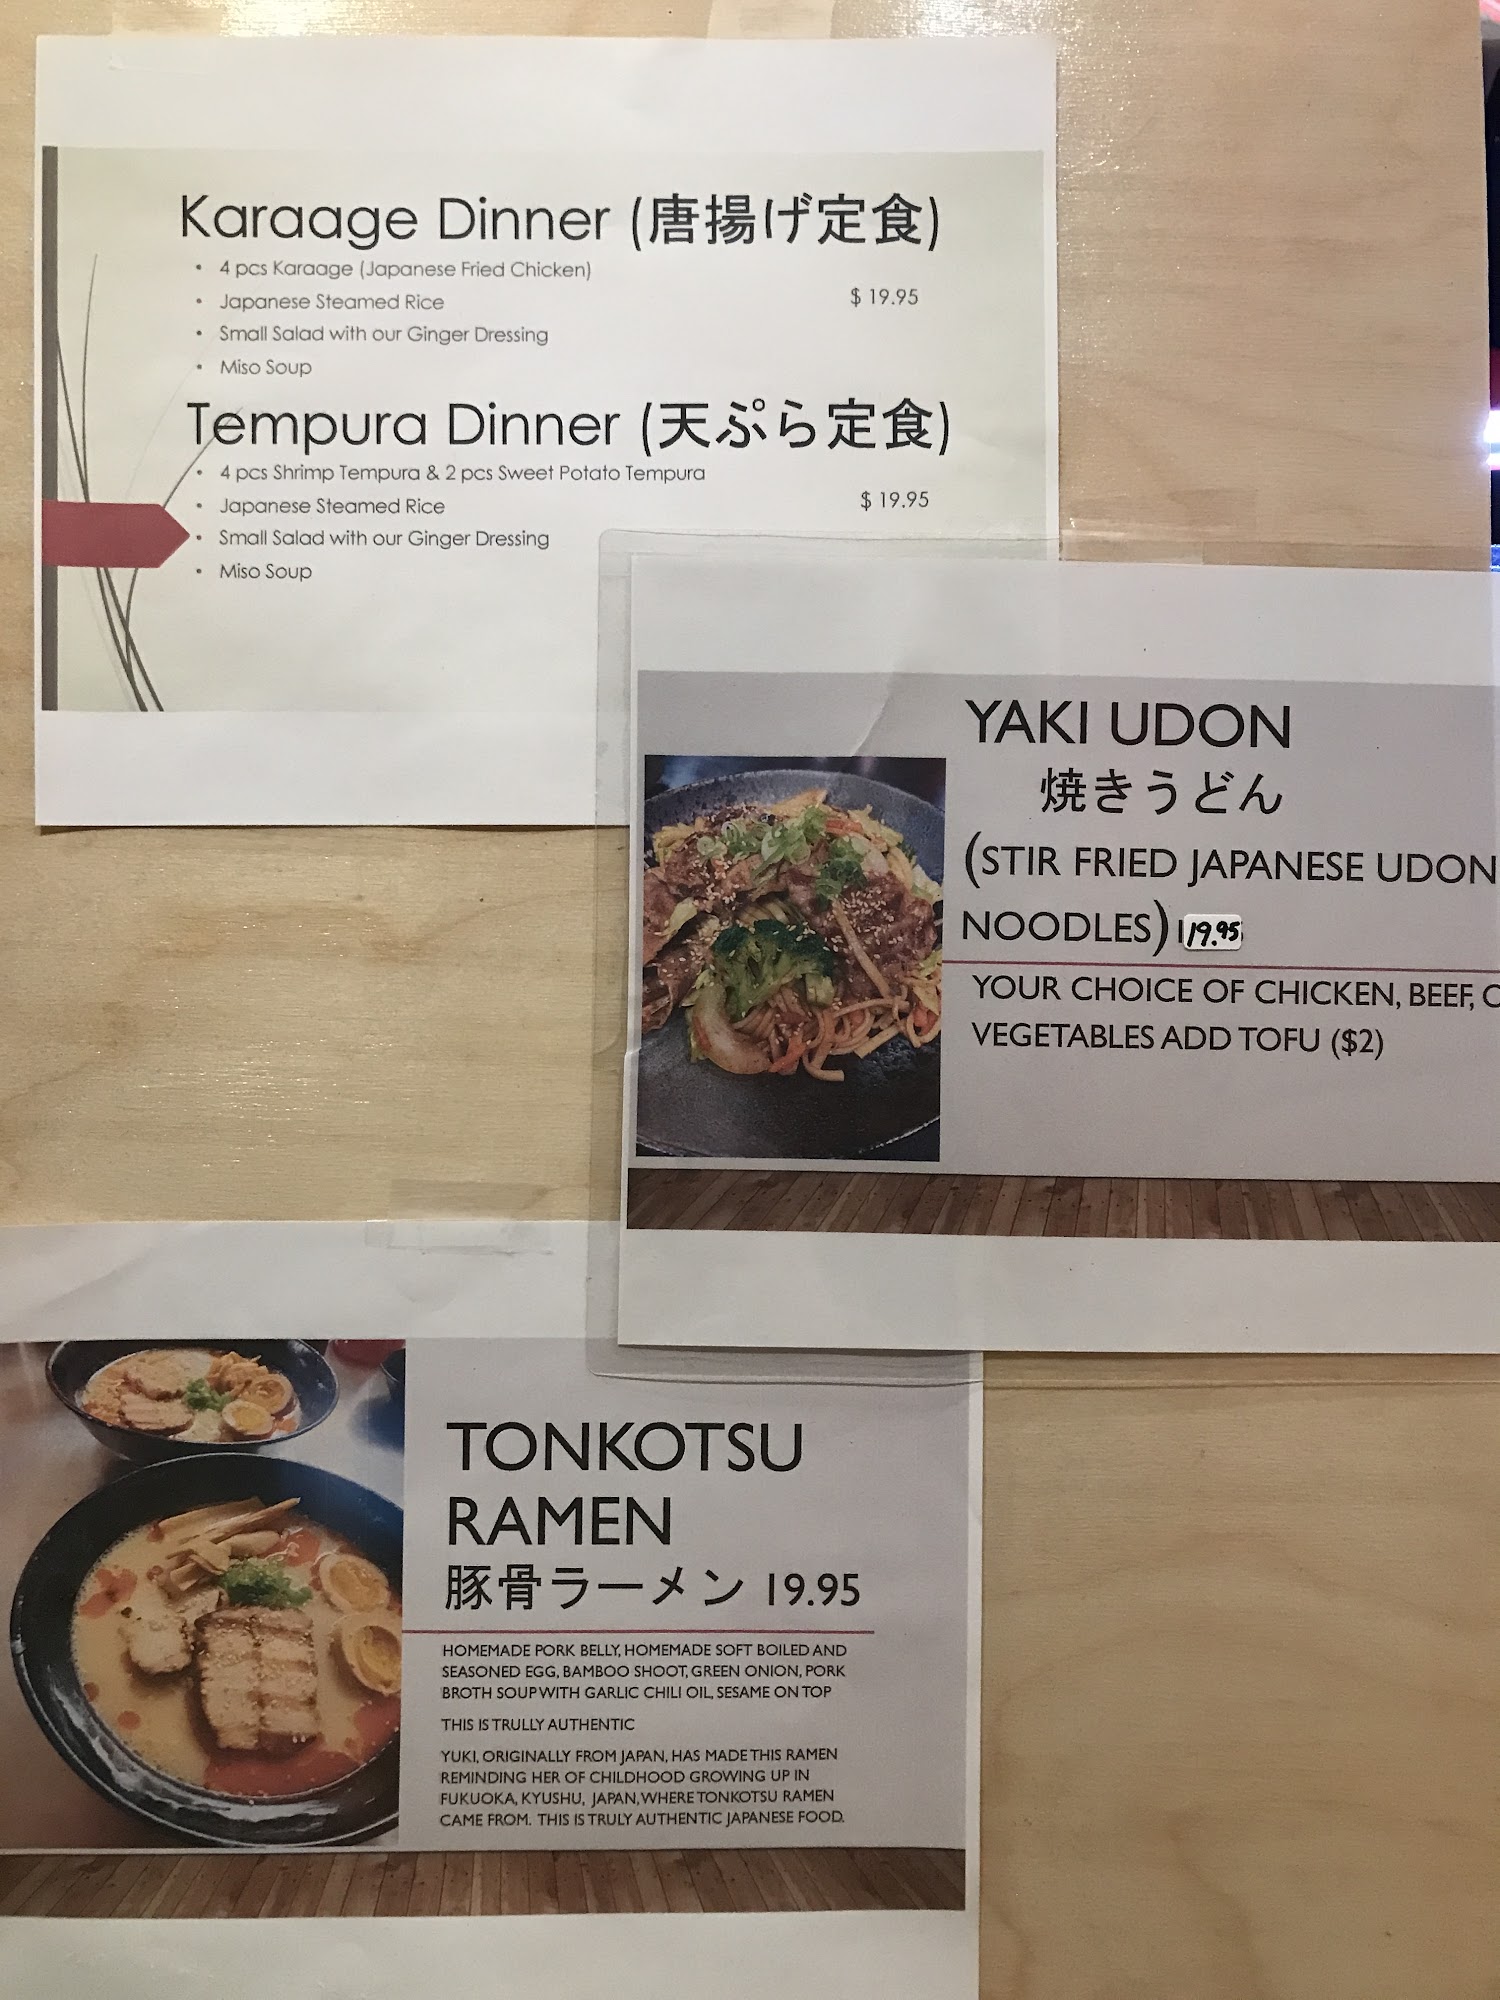 Karaage Dinner (唐揚げ定食)
• 4 pcs Karaage (Japanese Fried Chicken)
• Japanese Steamed Rice
$ 19.95
• Small Salad with our Ginger Dressing
• Miso Soup
Tempura Dinner (天ぷら定食)
• 4 pcs Shrimp Tempura & 2 pcs Sweet Potato Tempura
• Japanese Steamed Rice
$ 19.95
• Small Salad with our Ginger Dressing
• Miso Soup
YAKI UDON
焼きうどん
(STIR FRIED JAPANESE UDON
NOODLES) 19.95
YOUR CHOICE OF CHICKEN, BEEF,
VEGETABLES ADD TOFU ($2)
TONKOTSU
RAMEN
豚骨ラーメン 19.95
HOMEMADE PORK BELLY, HOMEMADE SOFT BOILED AND
SEASONED EGG, BAMBOO SHOOT, GREEN ONION, PORK
BROTH SOUP WITH GARLIC CHILI OIL, SESAME ON TOP
THIS IS TRULLY AUTHENTIC
YUKI, ORIGINALLY FROM JAPAN, HAS MADE THIS RAMEN
REMINDING HER OF CHILDHOOD GROWING UP IN
FUKUOKA, KYUSHU, JAPAN, WHERE TONKOTSU RAMEN
CAME FROM. THIS IS TRULY AUTHENTIC JAPANESE FOOD.